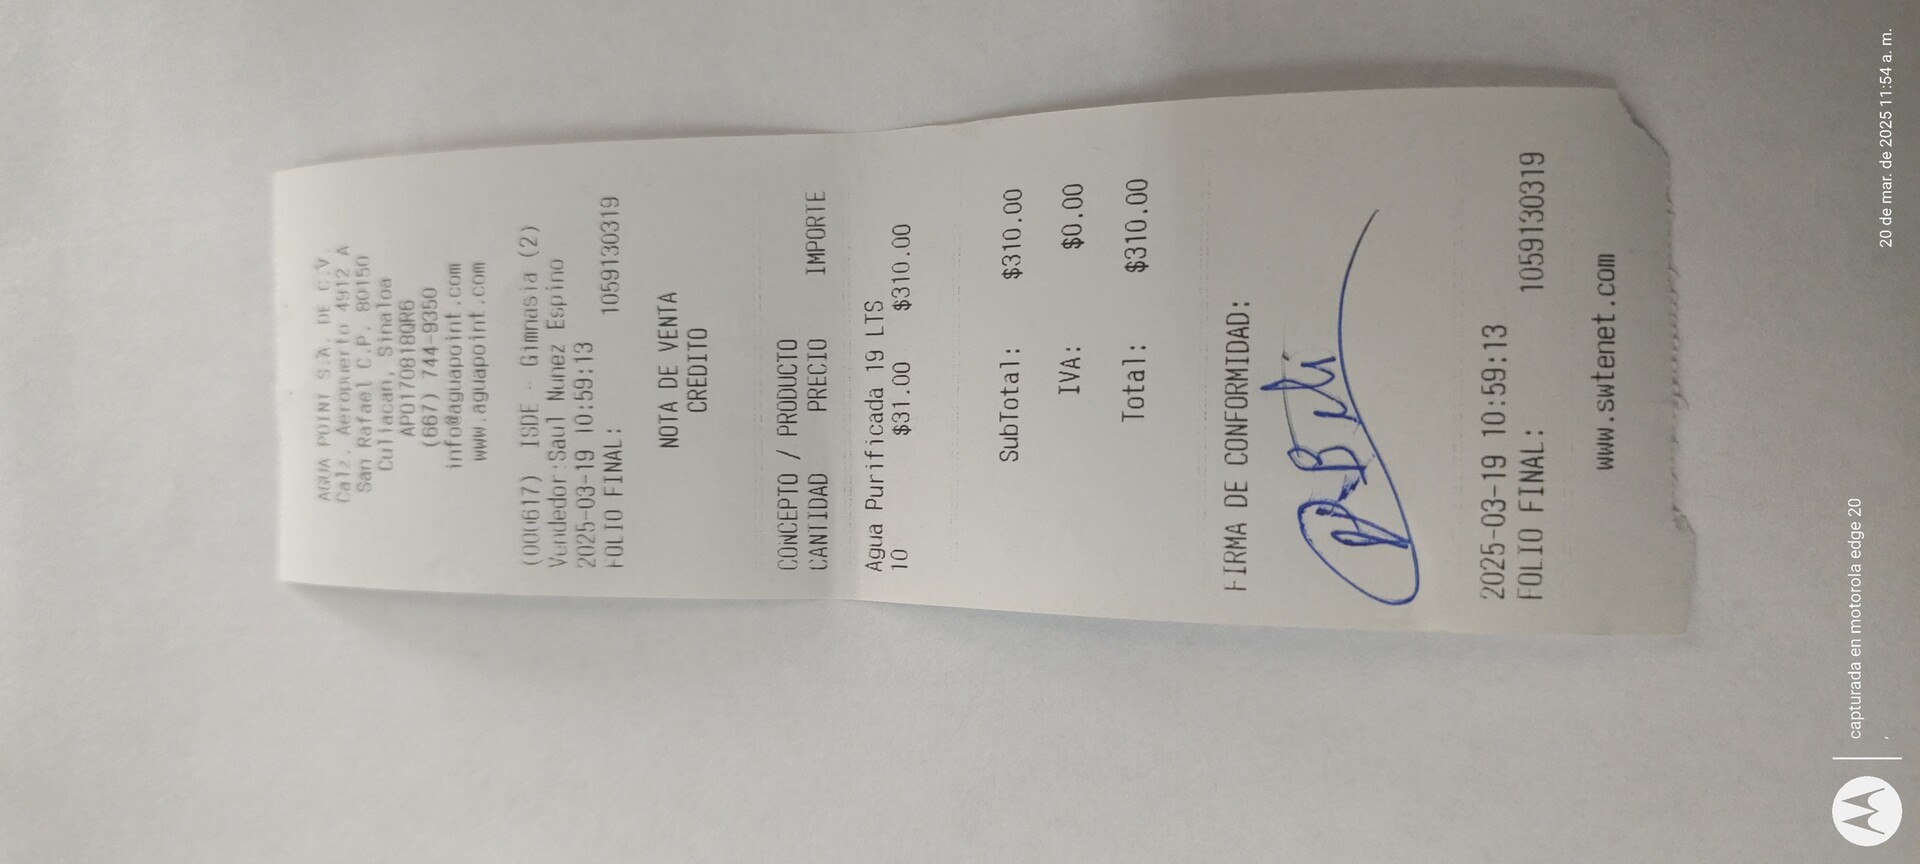 AGUA POINT S.A. DE C.V.
Calz. Aeropuerto 4912 A
San Rafael C.P. 80150
Culiacan, Sinaloa
APO170818QR6
(667) 744-9350
info@aguapoint.com
www.aguapoint.com
(000617) ISDE - Gimnasia (2)
Vendedor:Saul Nunez Espino
2025-03-19 10:59:13
FOLIO FINAL: 1059130319
NOTA DE VENTA
CREDITO
CONCEPTO / PRODUCTO
CANTIDAD PRECIO IMPORTE
Agua Purificada 19 LTS
10 $31.00 $310.00
SubTotal: $310.00
IVA: $0.00
Total: $310.00
FIRMA DE CONFORMIDAD:
2025-03-19 10:59:13
FOLIO FINAL: 1059130319
www.swtenet.com
capturada en motorola edge 20
,
20 de mar. de 2025 11:54 a. m.